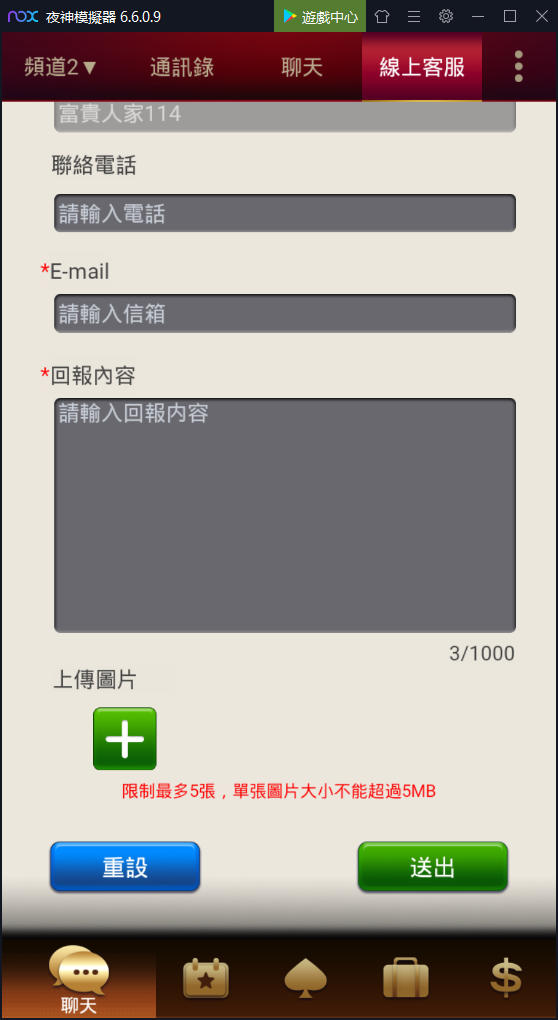 nox 夜神模擬器 6.6.0.9 遊戲中心
頻道2▼ 通訊錄 聊天 線上客服
富貴人家114
聯絡電話
請輸入電話
*E-mail
請輸入信箱
*回報內容
請輸入回報內容
3/1000
上傳圖片
限制最多5張，單張圖片大小不能超過5MB
重設 送出
聊天